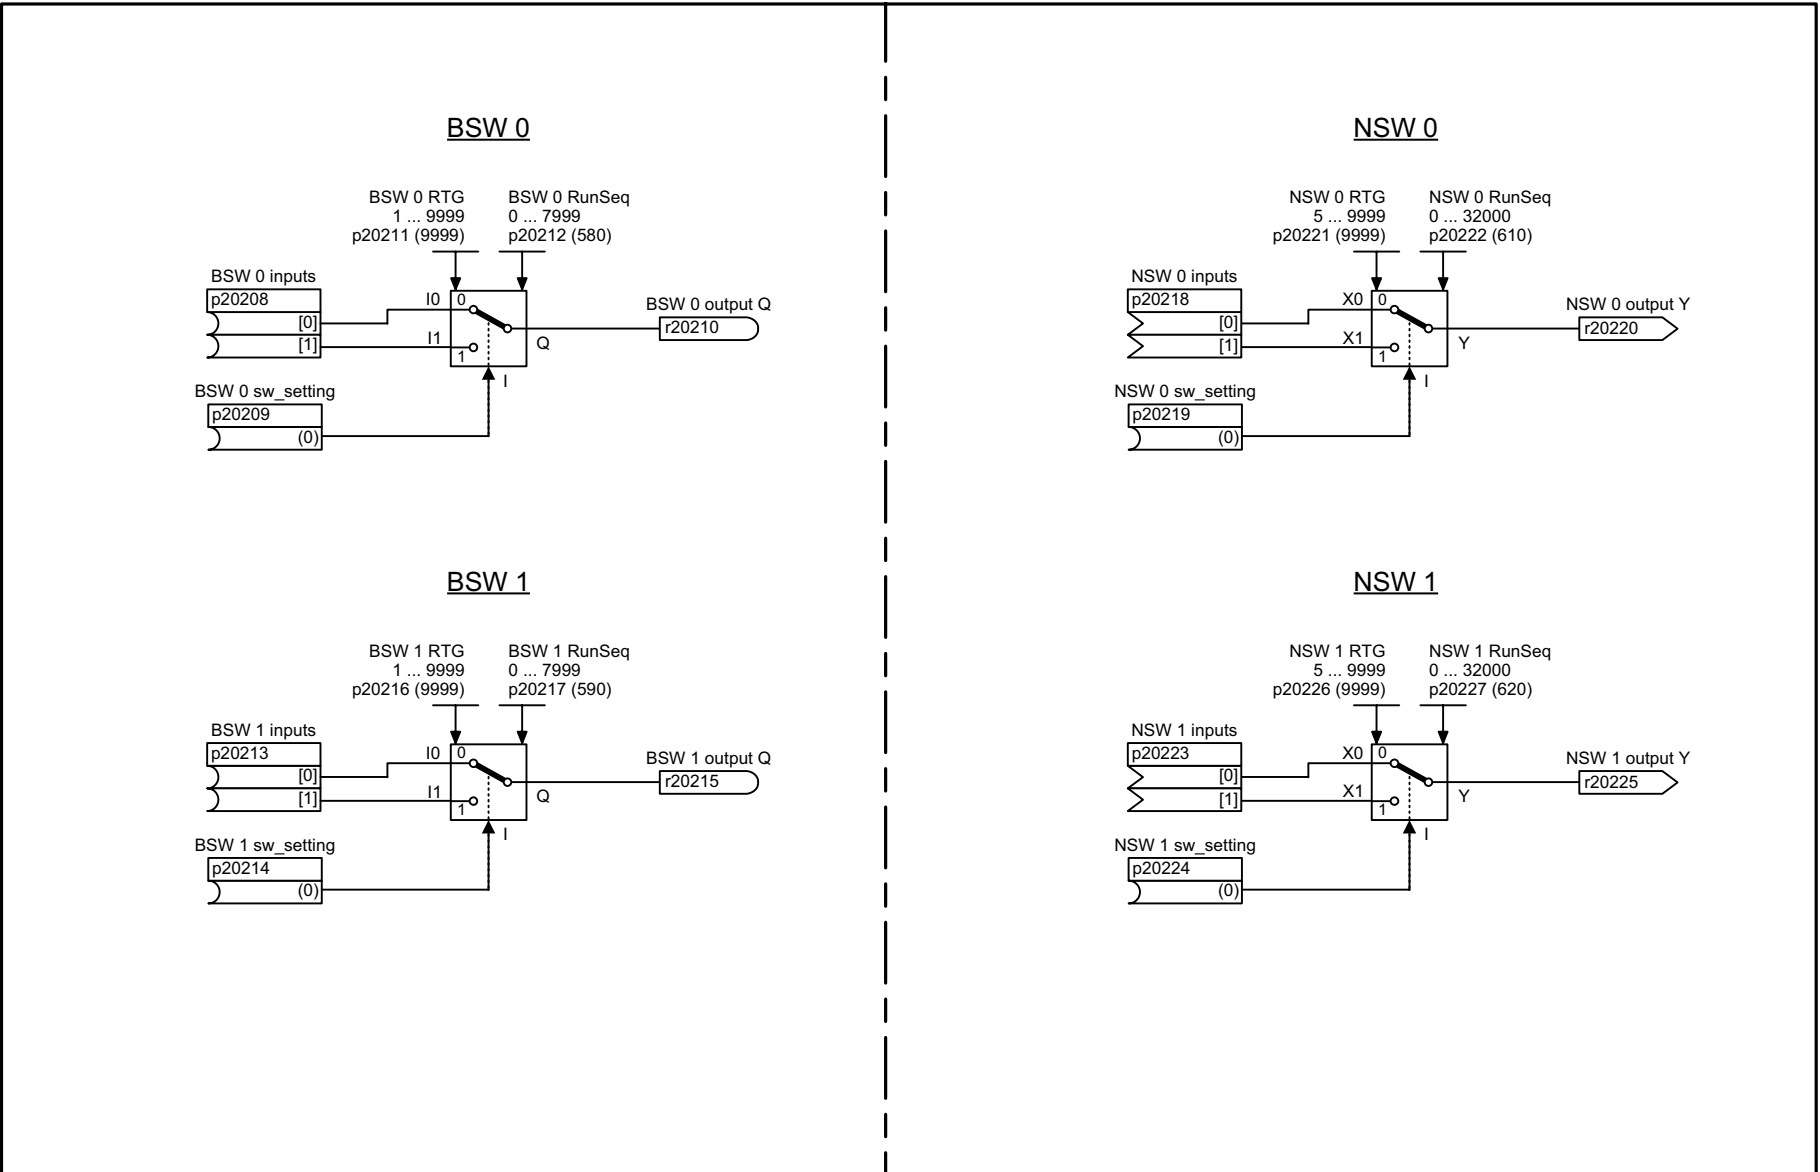 BSW 0
BSW 0 RTG
1 ... 9999
p20211 (9999)
BSW 0 RunSeq
0 ... 7999
p20212 (580)
BSW 0 inputs
p20208
[0]
[1]
I0
I1
0
1
Q
I
BSW 0 output Q
r20210
BSW 0 sw_setting
p20209
(0)
BSW 1
BSW 1 RTG
1 ... 9999
p20216 (9999)
BSW 1 RunSeq
0 ... 7999
p20217 (590)
BSW 1 inputs
p20213
[0]
[1]
I0
I1
0
1
Q
I
BSW 1 output Q
r20215
BSW 1 sw_setting
p20214
(0)
NSW 0
NSW 0 RTG
5 ... 9999
p20221 (9999)
NSW 0 RunSeq
0 ... 32000
p20222 (610)
NSW 0 inputs
p20218
[0]
[1]
X0
X1
0
1
Y
I
NSW 0 output Y
r20220
NSW 0 sw_setting
p20219
(0)
NSW 1
NSW 1 RTG
5 ... 9999
p20226 (9999)
NSW 1 RunSeq
0 ... 32000
p20227 (620)
NSW 1 inputs
p20223
[0]
[1]
X0
X1
0
1
Y
I
NSW 1 output Y
r20225
NSW 1 sw_setting
p20224
(0)